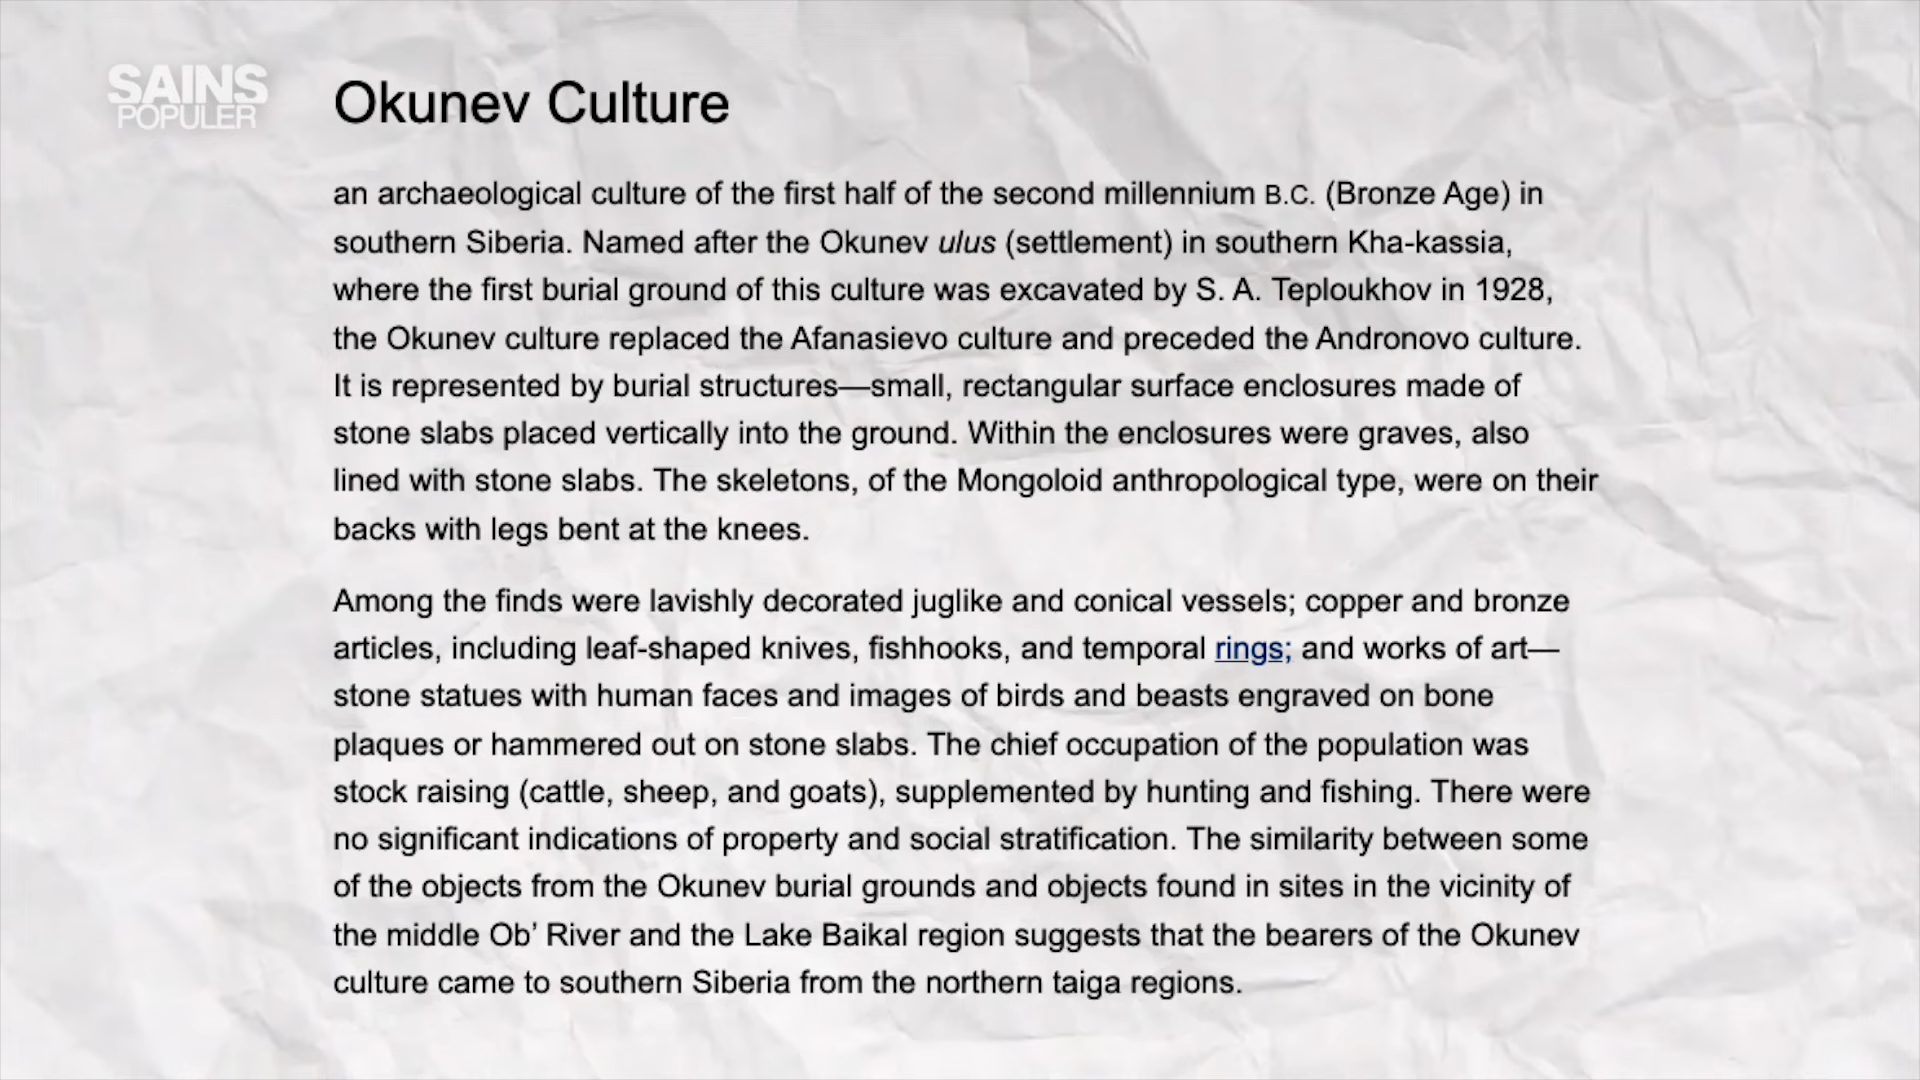 SAINS
POPULER
Okunev Culture
an archaeological culture of the first half of the second millennium B.C. (Bronze Age) in
southern Siberia. Named after the Okunev ulus (settlement) in southern Kha-kassia,
where the first burial ground of this culture was excavated by S. A. Teploukhov in 1928,
the Okunev culture replaced the Afanasievo culture and preceded the Andronovo culture.
It is represented by burial structures—small, rectangular surface enclosures made of
stone slabs placed vertically into the ground. Within the enclosures were graves, also
lined with stone slabs. The skeletons, of the Mongoloid anthropological type, were on their
backs with legs bent at the knees.
Among the finds were lavishly decorated juglike and conical vessels; copper and bronze
articles, including leaf-shaped knives, fishhooks, and temporal rings; and works of art—
stone statues with human faces and images of birds and beasts engraved on bone
plaques or hammered out on stone slabs. The chief occupation of the population was
stock raising (cattle, sheep, and goats), supplemented by hunting and fishing. There were
no significant indications of property and social stratification. The similarity between some
of the objects from the Okunev burial grounds and objects found in sites in the vicinity of
the middle Ob’ River and the Lake Baikal region suggests that the bearers of the Okunev
culture came to southern Siberia from the northern taiga regions.